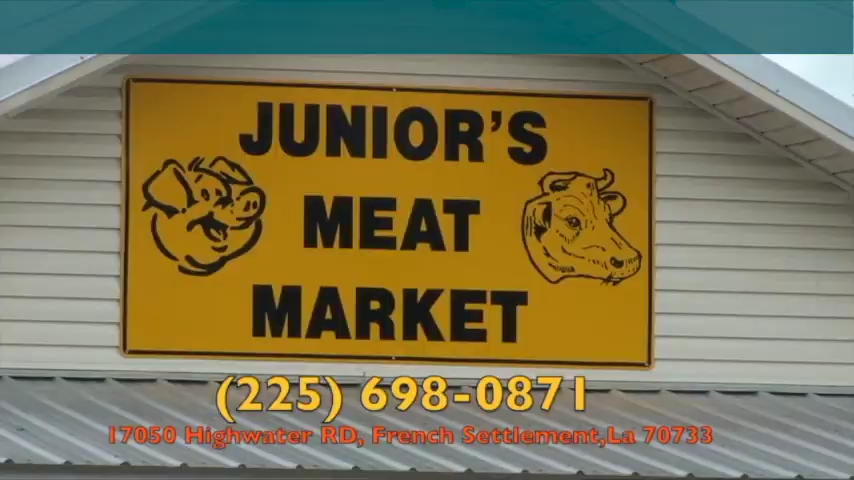 JUNIOR'S
MEAT
MARKET
(225) 698-0871
17050 Highwater RD, French Settlement,La 70733